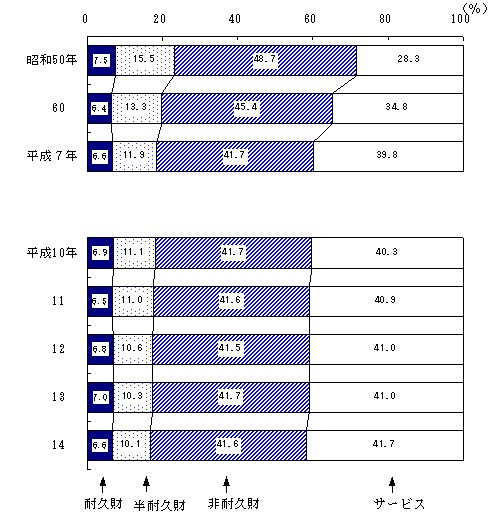 (%)
0 20 40 60 80 100
昭和50年 7.5 15.5 48.7 28.3
60 6.4 13.3 45.4 34.8
平成7年 6.6 11.9 41.7 39.8
平成10年 6.9 11.1 41.7 40.3
11 6.5 11.0 41.6 40.9
12 6.8 10.6 41.5 41.0
13 7.0 10.3 41.7 41.0
14 6.6 10.1 41.6 41.7
耐久財 半耐久財 非耐久財 サービス